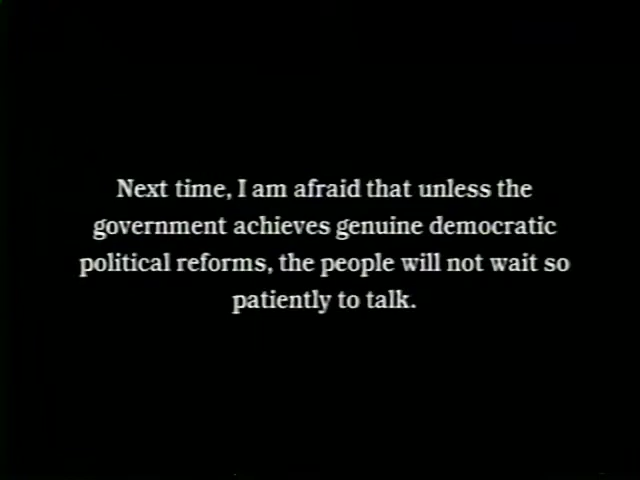 Next time, I am afraid that unless the
government achieves genuine democratic
political reforms, the people will not wait so
patiently to talk.